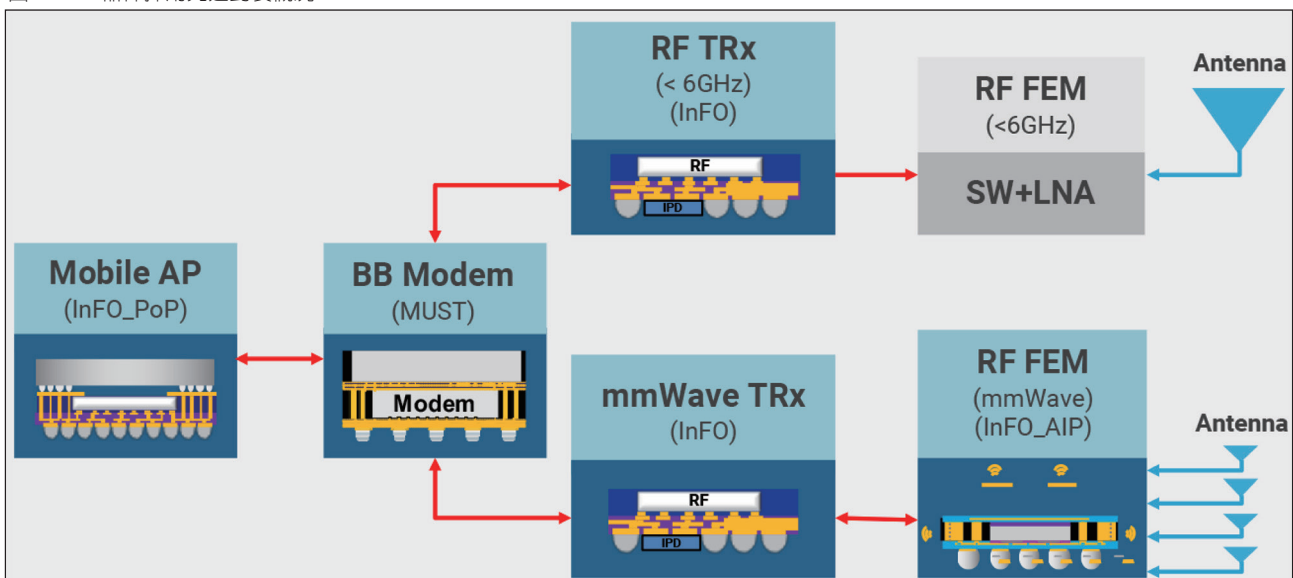 RF TRx
(< 6GHz)
(InFO)
RF
IPD
RF FEM
(<6GHz)
SW+LNA
Antenna
Mobile AP
(InFO_PoP)
BB Modem
(MUST)
Modem
mmWave TRx
(InFO)
RF
IPD
RF FEM
(mmWave)
(InFO_AIP)
Antenna